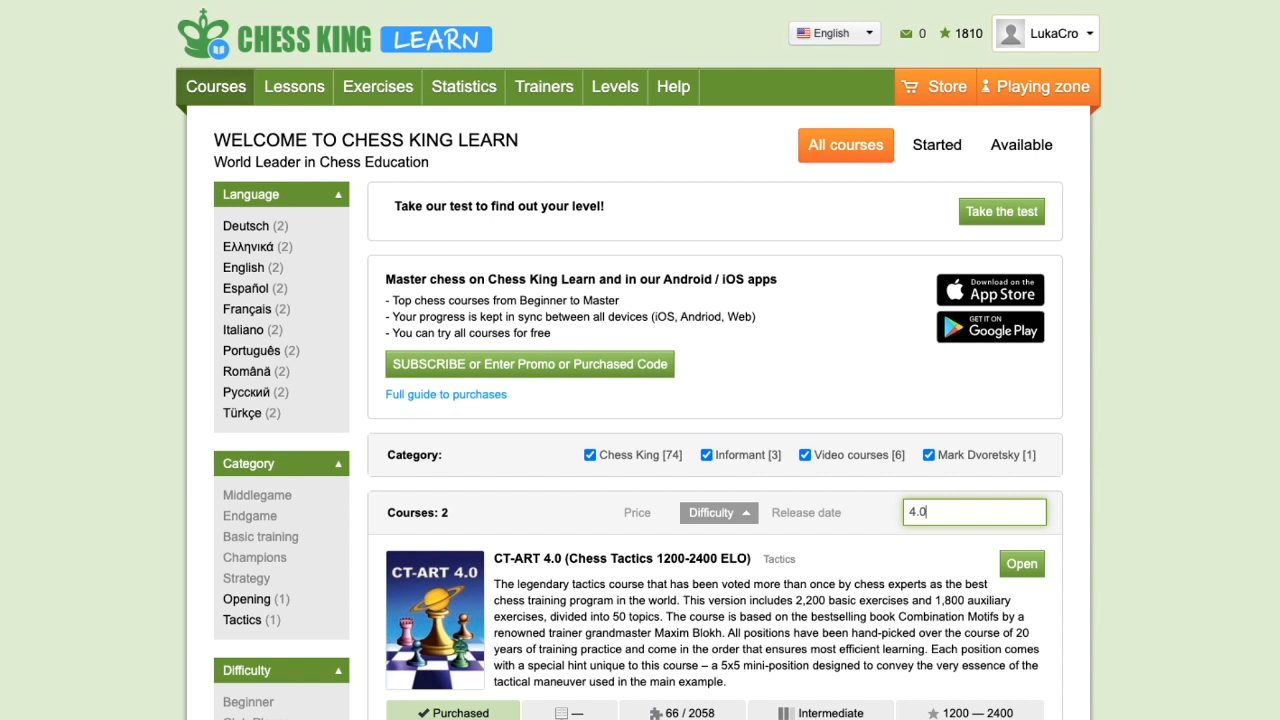 CHESS KING LEARN
English
0
1810
LukaCro
Courses
Lessons
Exercises
Statistics
Trainers
Levels
Help
Store
Playing zone
WELCOME TO CHESS KING LEARN
World Leader in Chess Education
All courses
Started
Available
Language
Deutsch (2)
Ελληνικά (2)
English (2)
Español (2)
Français (2)
Italiano (2)
Português (2)
Română (2)
Русский (2)
Türkçe (2)
Category
Middlegame
Endgame
Basic training
Champions
Strategy
Opening (1)
Tactics (1)
Difficulty
Beginner
Take our test to find out your level!
Take the test
Master chess on Chess King Learn and in our Android / iOS apps
- Top chess courses from Beginner to Master
- Your progress is kept in sync between all devices (iOS, Andriod, Web)
- You can try all courses for free
SUBSCRIBE or Enter Promo or Purchased Code
Full guide to purchases
Download on the
App Store
GET IT ON
Google Play
Category:
Chess King [74]
Informant [3]
Video courses [6]
Mark Dvoretsky [1]
Courses: 2
Price
Difficulty
Release date
4.0
CT-ART 4.0
CT-ART 4.0 (Chess Tactics 1200-2400 ELO)
Tactics
Open
The legendary tactics course that has been voted more than once by chess experts as the best
chess training program in the world. This version includes 2,200 basic exercises and 1,800 auxiliary
exercises, divided into 50 topics. The course is based on the bestselling book Combination Motifs by a
renowned trainer grandmaster Maxim Blokh. All positions have been hand-picked over the course of 20
years of training practice and come in the order that ensures most efficient learning. Each position comes
with a special hint unique to this course – a 5x5 mini-position designed to convey the very essence of the
tactical maneuver used in the main example.
Purchased
—
66 / 2058
Intermediate
1200 — 2400